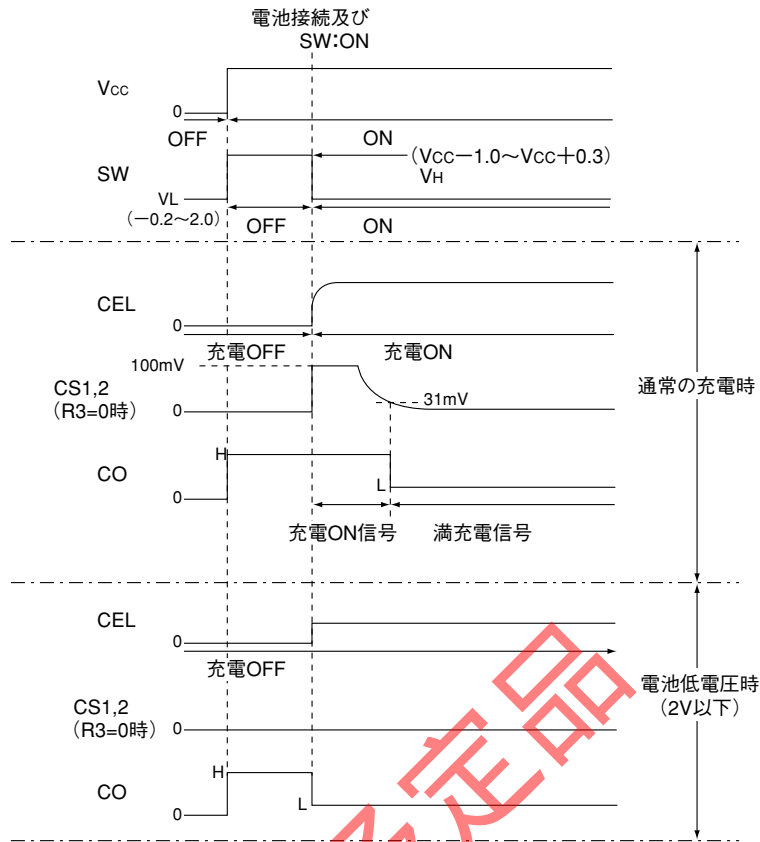 電池接続及び
SW:ON
VCC
0
OFF
ON
SW
(VCC－1.0～VCC＋0.3)
VH
VL
(－0.2～2.0)
OFF
ON
CEL
0
充電OFF
充電ON
100mV
CS1,2
(R3=0時)
0
31mV
通常の充電時
CO
H
0
L
充電ON信号
満充電信号
CEL
0
充電OFF
CS1,2
(R3=0時)
0
電池低電圧時
(2V以下)
CO
H
0
L
定品